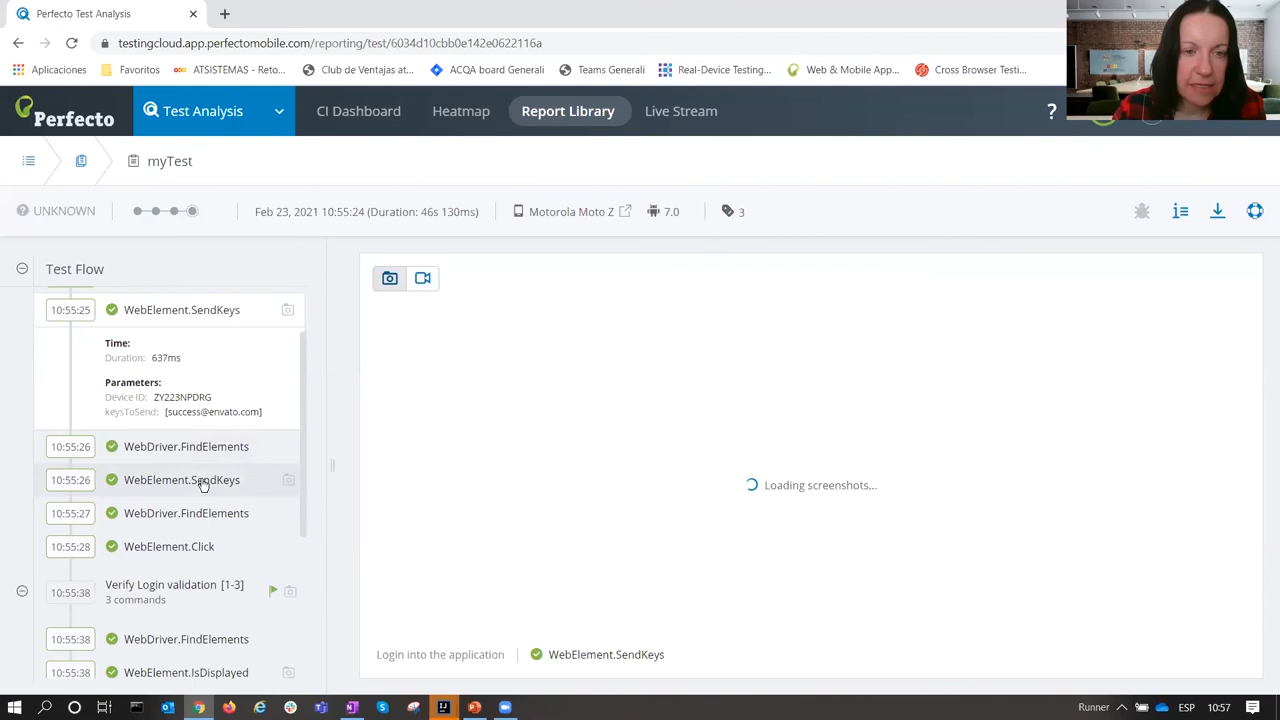 Perfecto Test Analysis
testingcloud.app.perfectomobile.com/reporting/test/6034d10cbb0e142e0622116a
Aplicaciones Favoritos ATSISTEMAS - Reto... Club de Ventajas at... ACQA board Generali Teams Generali Real-Device Testing... Web & Mobile App... Cross Browser Testi...
Perfecto Test Analysis CI Dashboard Heatmap Report Library Live Stream ?
myTest
UNKNOWN Feb 23, 2021 10:55:24 (Duration: 46s 130ms) Motorola Moto Z 7.0 3
Test Flow
10:55:25 WebElement.SendKeys
Time:
Duration: 637ms
Parameters:
Device ID: ZY223NPDRG
keysToSend: [success@envato.com]
10:55:26 WebDriver.FindElements
10:55:26 WebElement.SendKeys
Loading screenshots...
10:55:27 WebDriver.FindElements
10:55:28 WebElement.Click
10:55:38 Verify Login validation [1-3]
3 commands
10:55:38 WebDriver.FindElements
10:55:38 WebElement.IsDisplayed
Login into the application WebElement.SendKeys
Runner ESP 10:57